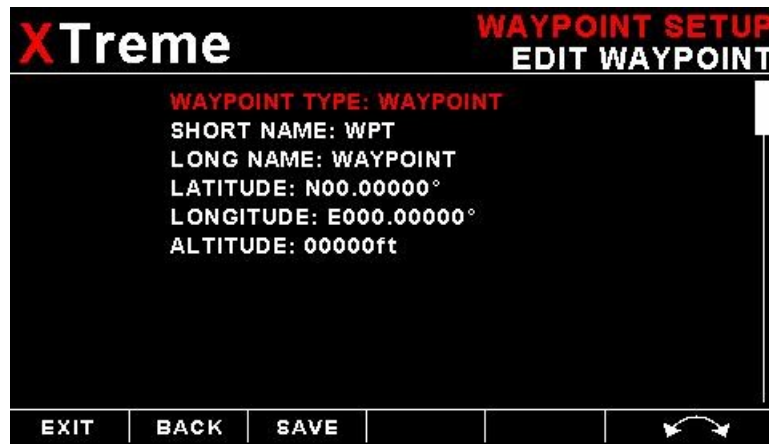 XTreme
WAYPOINT SETUP
EDIT WAYPOINT
WAYPOINT TYPE: WAYPOINT
SHORT NAME: WPT
LONG NAME: WAYPOINT
LATITUDE: N00.00000°
LONGITUDE: E000.00000°
ALTITUDE: 00000ft
EXIT BACK SAVE